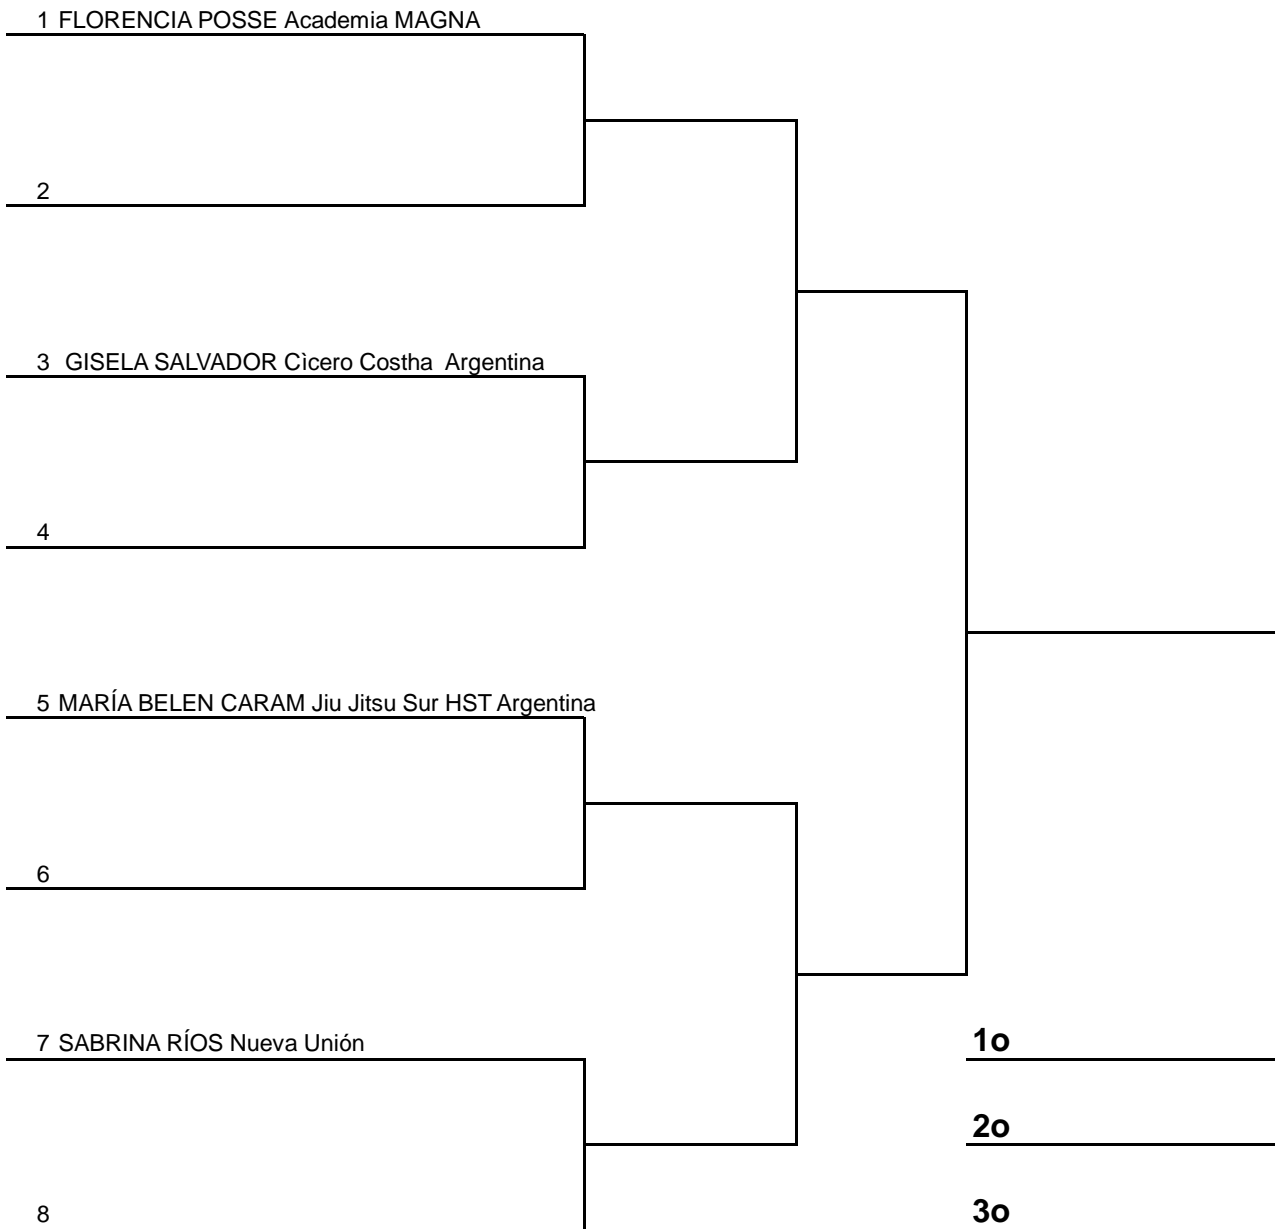 1 FLORENCIA POSSE Academia MAGNA
2
3 GISELA SALVADOR Cìcero Costha Argentina
4
5 MARÍA BELEN CARAM Jiu Jitsu Sur HST Argentina
6
7 SABRINA RÍOS Nueva Unión
1o
2o
8
3o